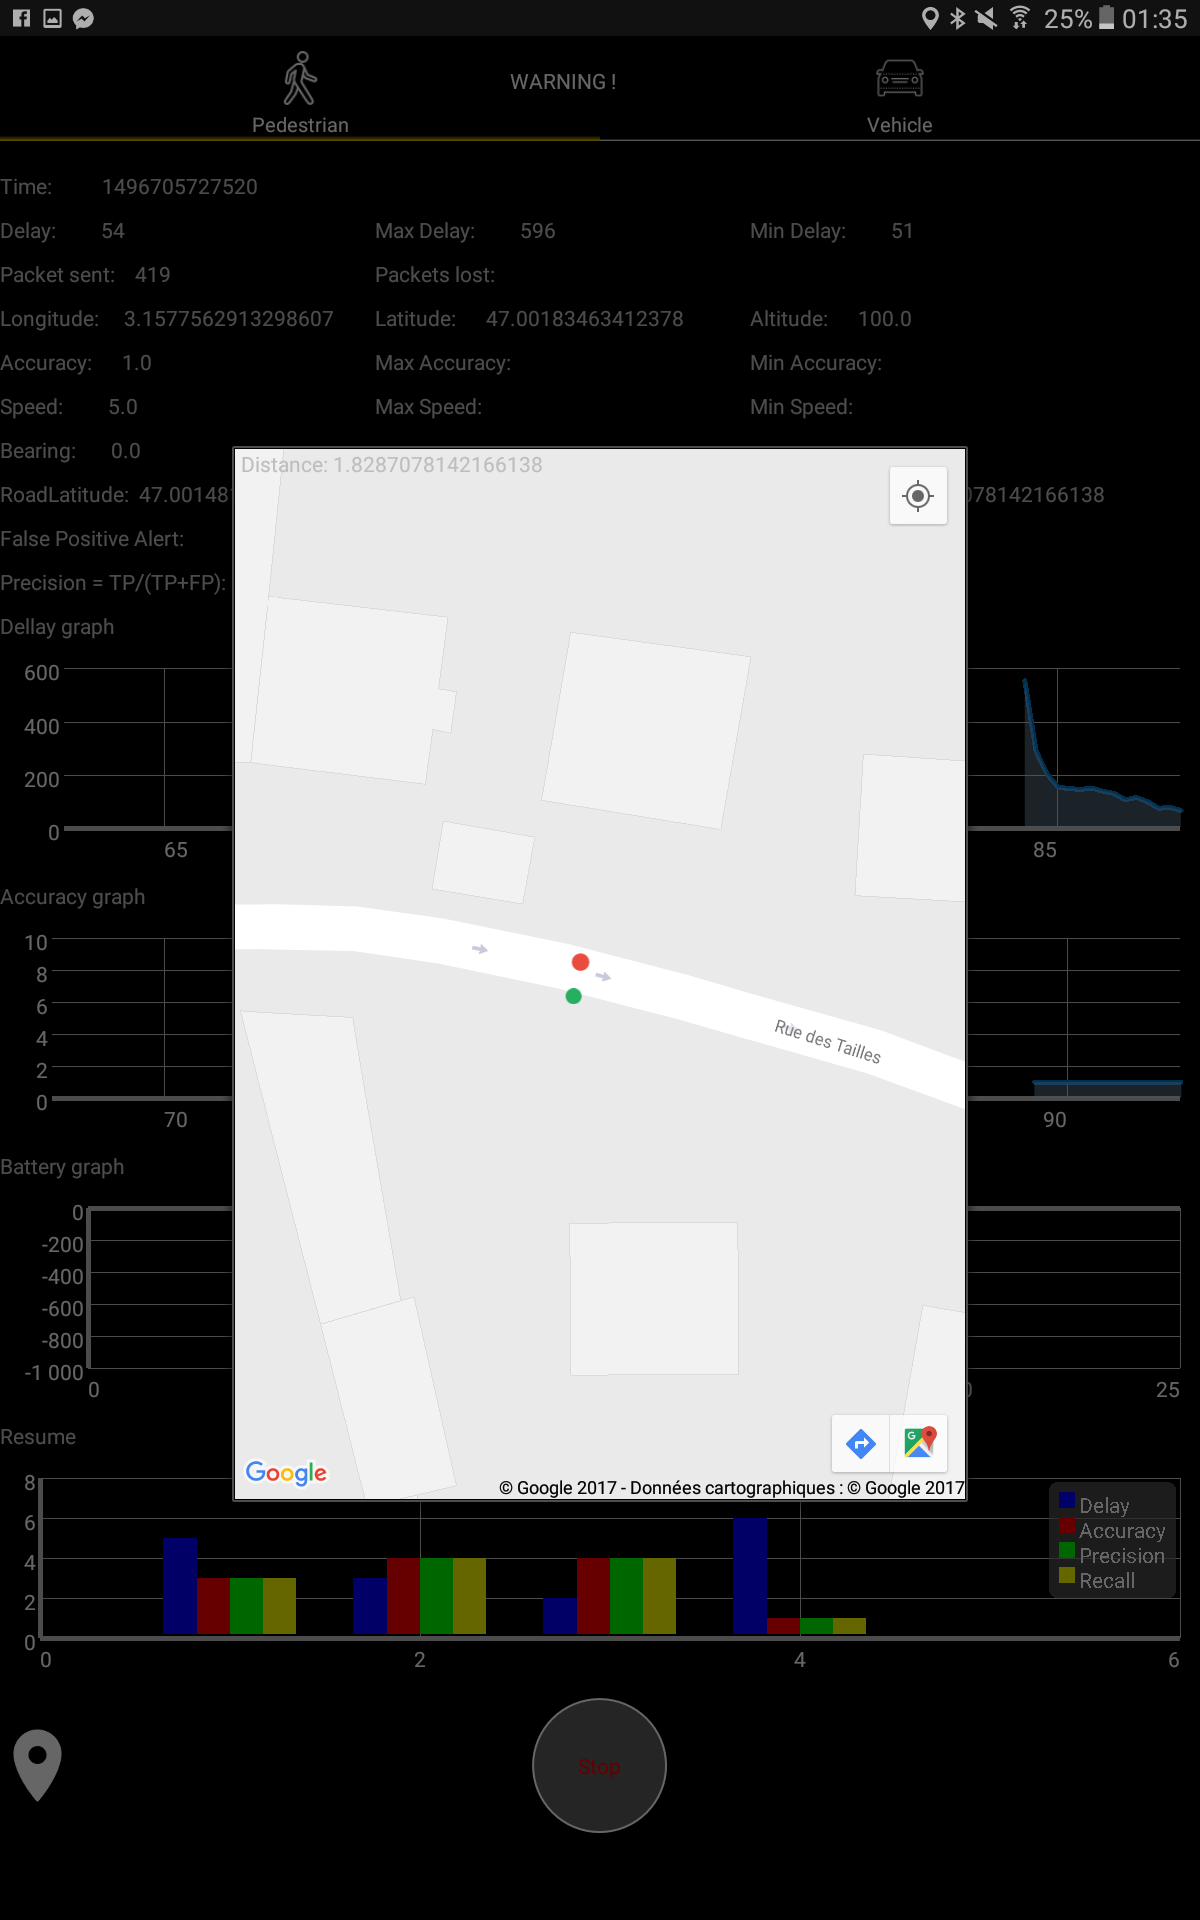 25% 01:35
WARNING !
Pedestrian Vehicle
Time: 1496705727520
Delay: 54 Max Delay: 596 Min Delay: 51
Packet sent: 419 Packets lost:
Longitude: 3.1577562913298607 Latitude: 47.00183463412378 Altitude: 100.0
Accuracy: 1.0 Max Accuracy: Min Accuracy:
Speed: 5.0 Max Speed: Min Speed:
Bearing: 0.0
Distance: 1.8287078142166138
RoadLatitude: 47.001481 078142166138
False Positive Alert:
Precision = TP/(TP+FP):
Dellay graph
600
400
200
0
65 85
Accuracy graph
10
8
6
4
2
0
70 90
Rue des Tailles
Battery graph
0
-200
-400
-600
-800
-1 000
0 25
Resume
Google
© Google 2017 - Données cartographiques : © Google 2017
8
6
4
2
0
0 2 4 6
Delay
Accuracy
Precision
Recall
Stop